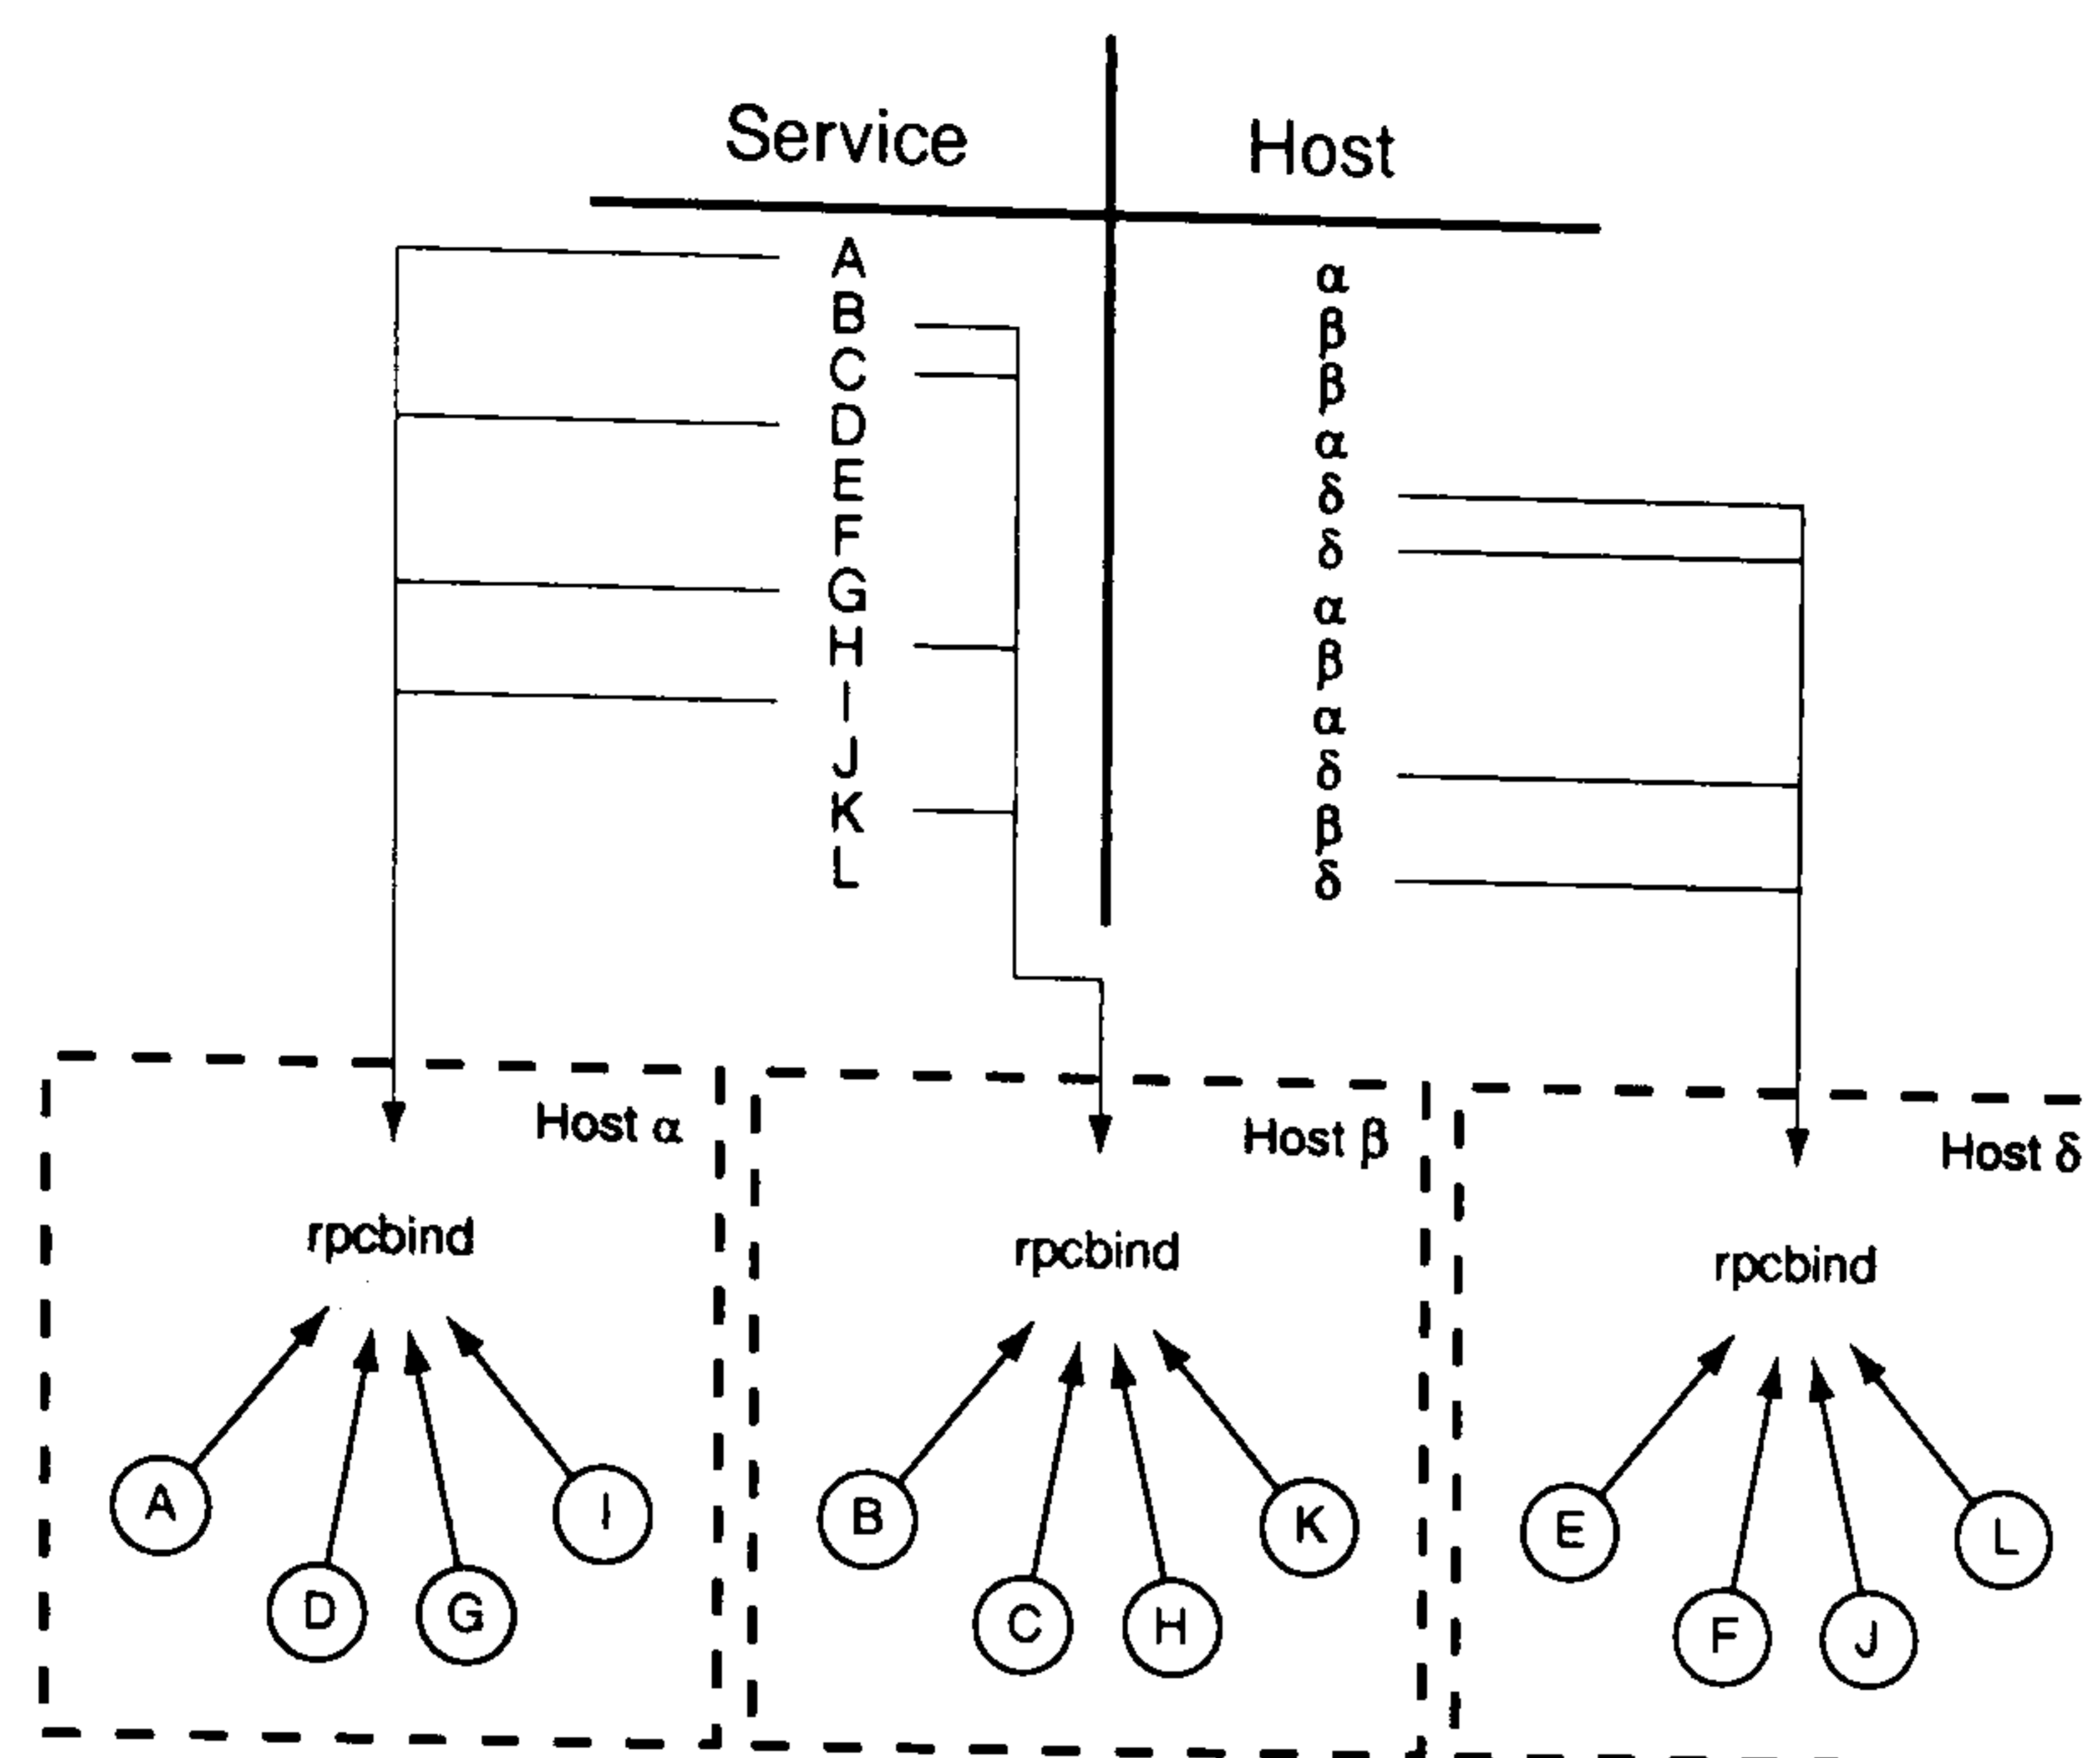 Service Host
A α
B β
C β
D α
E δ
F δ
G α
H β
I α
J δ
K β
L δ
Host α
Host β
Host δ
rpcbind
rpcbind
rpcbind
A
D
G
I
B
C
H
K
E
F
J
L